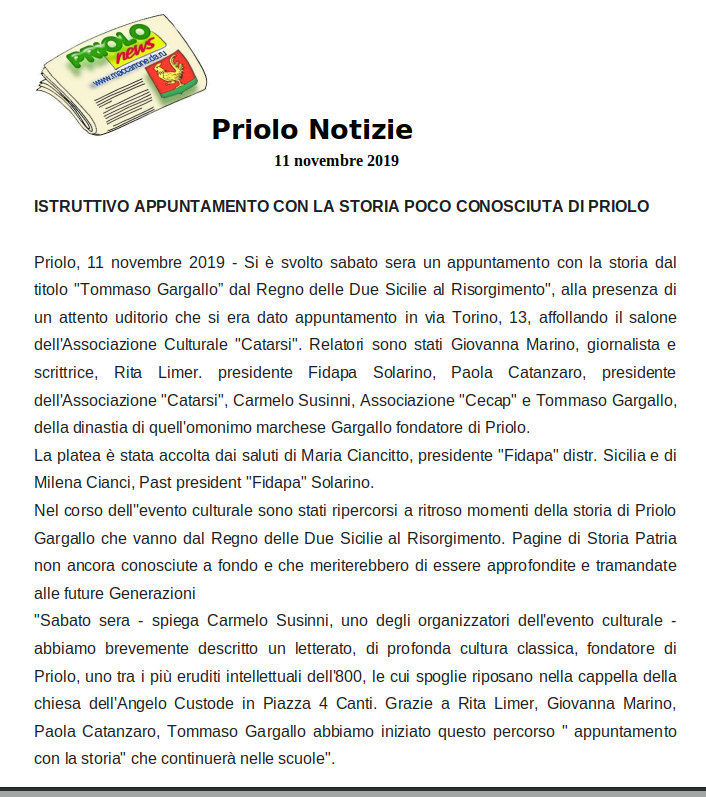 PRIOLO
news
www.maccarrone.da.ru
Priolo Notizie
11 novembre 2019
ISTRUTTIVO APPUNTAMENTO CON LA STORIA POCO CONOSCIUTA DI PRIOLO
Priolo, 11 novembre 2019 - Si è svolto sabato sera un appuntamento con la storia dal
titolo "Tommaso Gargallo” dal Regno delle Due Sicilie al Risorgimento", alla presenza di
un attento uditorio che si era dato appuntamento in via Torino, 13, affollando il salone
dell'Associazione Culturale "Catarsi". Relatori sono stati Giovanna Marino, giornalista e
scrittrice, Rita Limer. presidente Fidapa Solarino, Paola Catanzaro, presidente
dell'Associazione "Catarsi", Carmelo Susinni, Associazione "Cecap" e Tommaso Gargallo,
della dinastia di quell'omonimo marchese Gargallo fondatore di Priolo.
La platea è stata accolta dai saluti di Maria Ciancitto, presidente "Fidapa" distr. Sicilia e di
Milena Cianci, Past president "Fidapa" Solarino.
Nel corso dell"evento culturale sono stati ripercorsi a ritroso momenti della storia di Priolo
Gargallo che vanno dal Regno delle Due Sicilie al Risorgimento. Pagine di Storia Patria
non ancora conosciute a fondo e che meriterebbero di essere approfondite e tramandate
alle future Generazioni
"Sabato sera - spiega Carmelo Susinni, uno degli organizzatori dell'evento culturale -
abbiamo brevemente descritto un letterato, di profonda cultura classica, fondatore di
Priolo, uno tra i più eruditi intellettuali dell'800, le cui spoglie riposano nella cappella della
chiesa dell'Angelo Custode in Piazza 4 Canti. Grazie a Rita Limer, Giovanna Marino,
Paola Catanzaro, Tommaso Gargallo abbiamo iniziato questo percorso " appuntamento
con la storia" che continuerà nelle scuole".